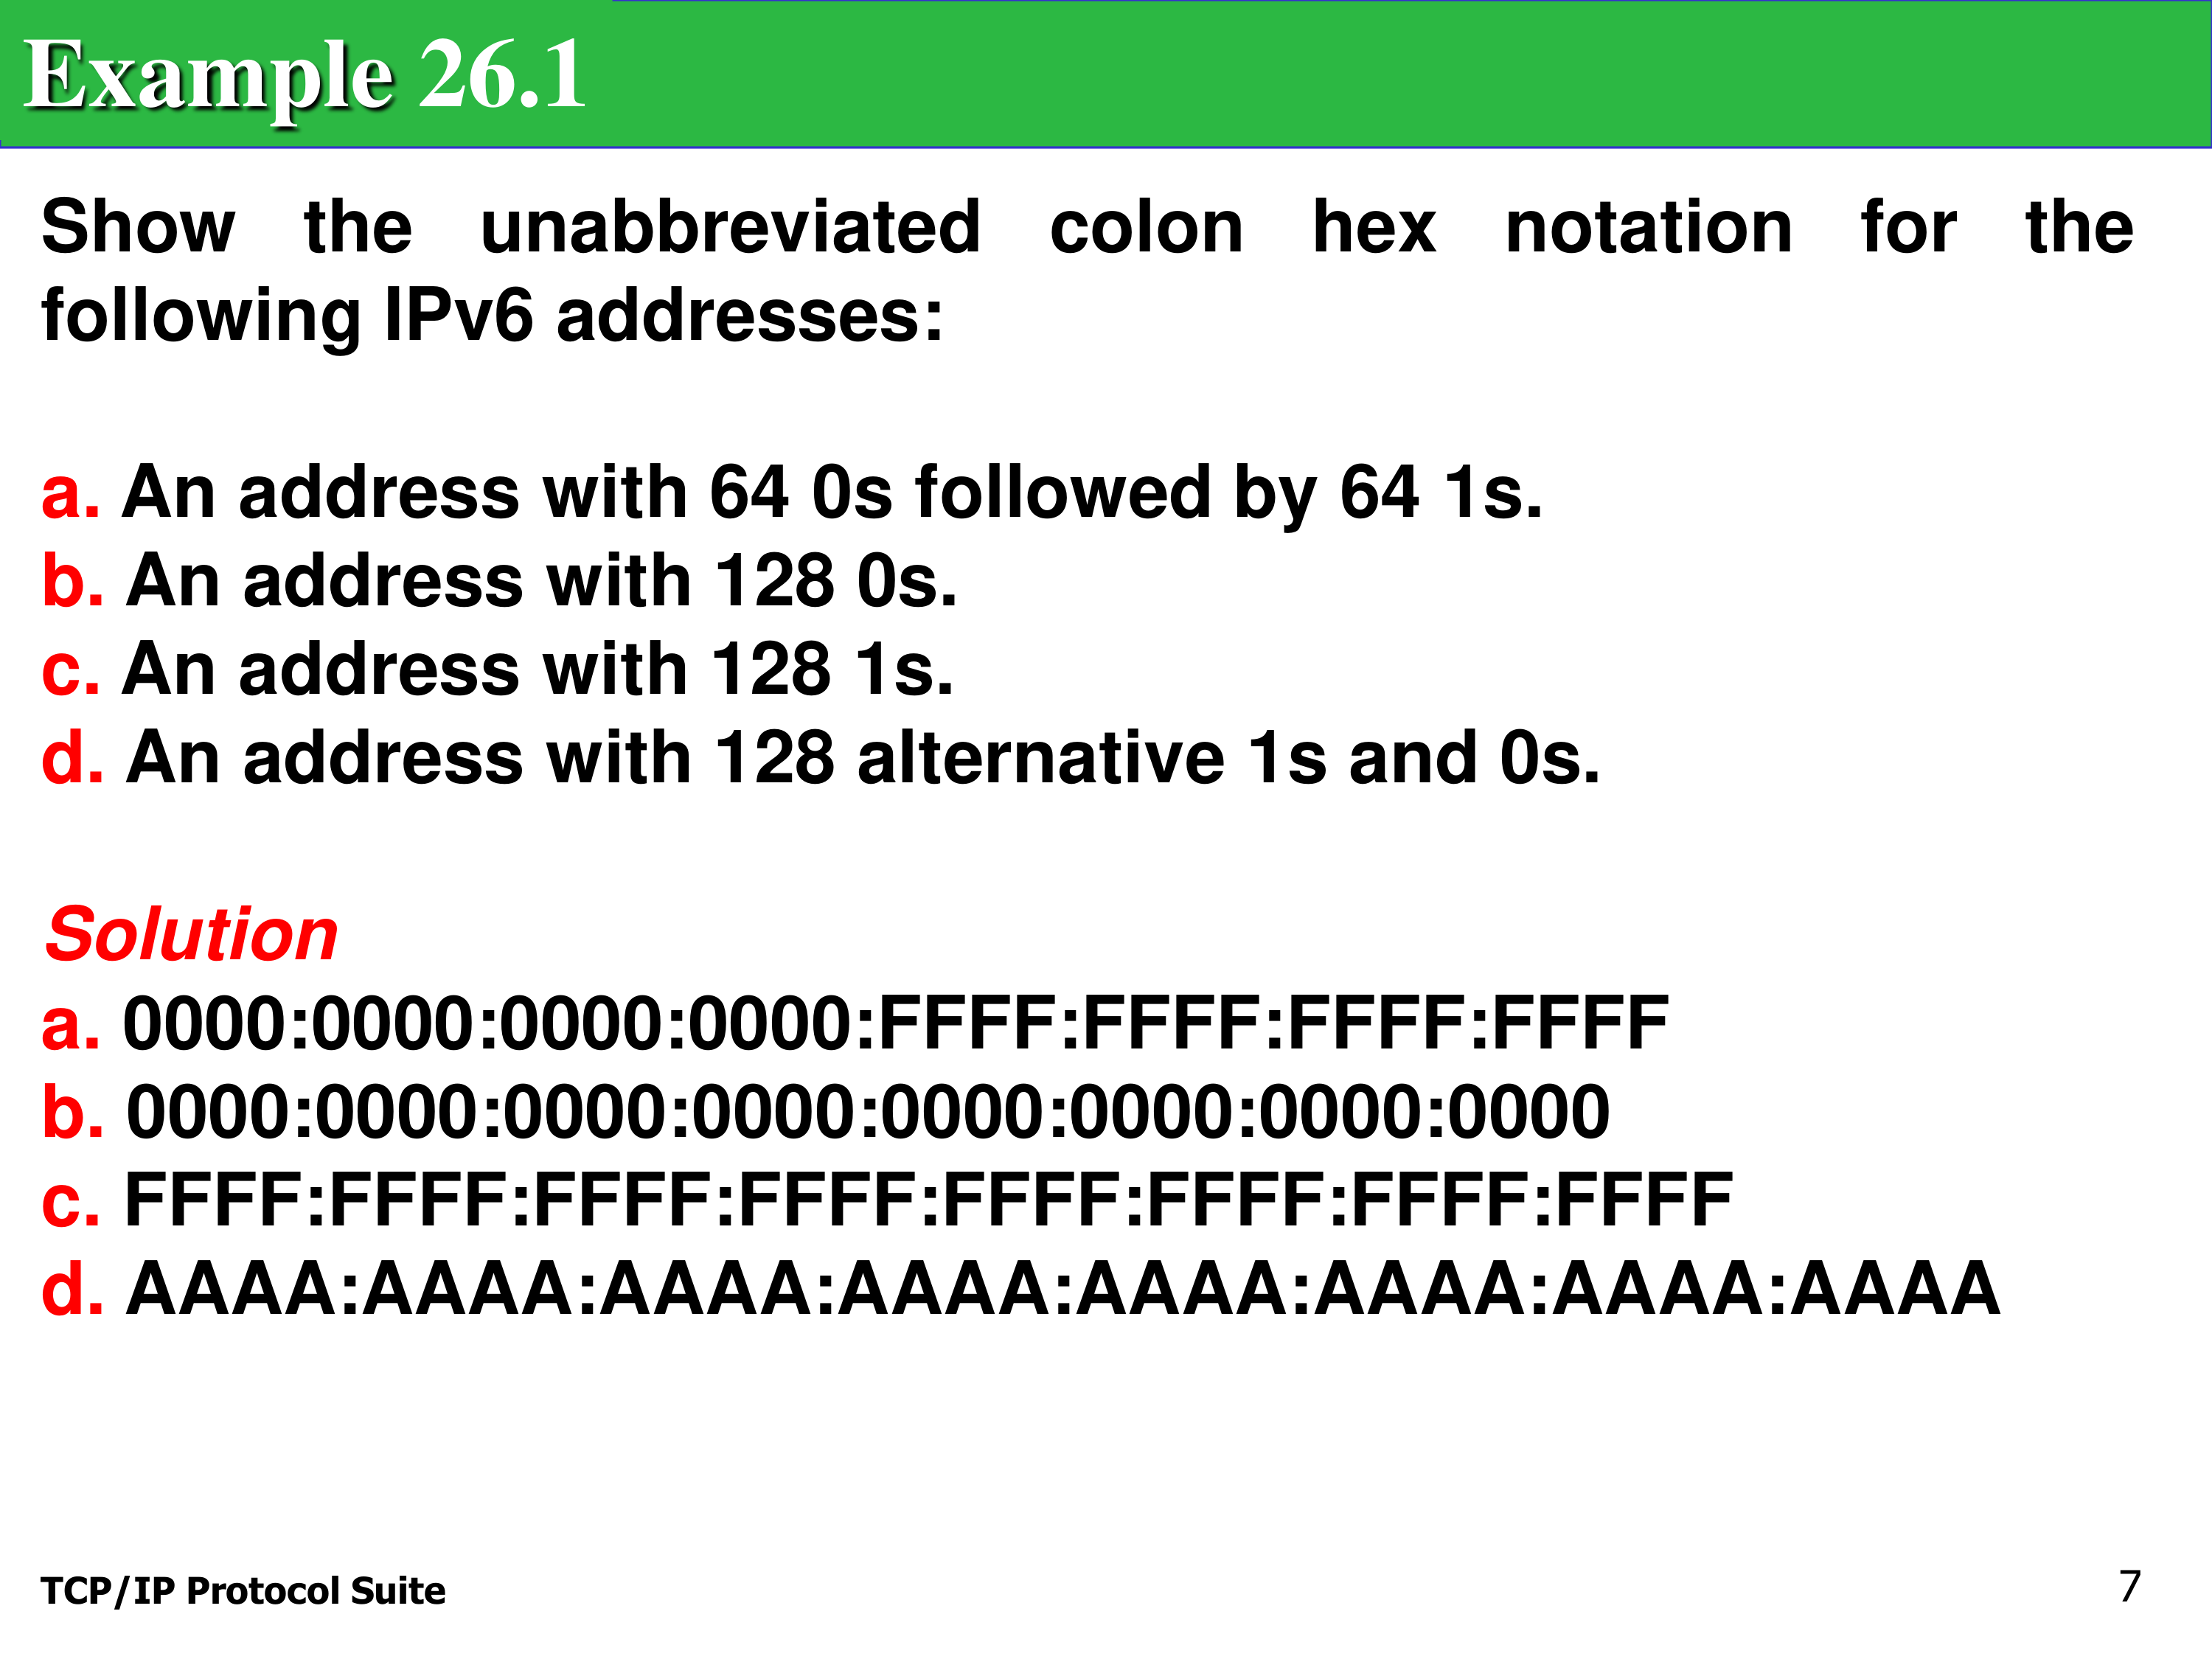 Example 26.1
Show the unabbreviated colon hex notation for the
following IPv6 addresses:
a. An address with 64 0s followed by 64 1s.
b. An address with 128 0s.
c. An address with 128 1s.
d. An address with 128 alternative 1s and 0s.
Solution
a. 0000:0000:0000:0000:FFFF:FFFF:FFFF:FFFF
b. 0000:0000:0000:0000:0000:0000:0000:0000
c. FFFF:FFFF:FFFF:FFFF:FFFF:FFFF:FFFF:FFFF
d. AAAA:AAAA:AAAA:AAAA:AAAA:AAAA:AAAA:AAAA
TCP/IP Protocol Suite
7